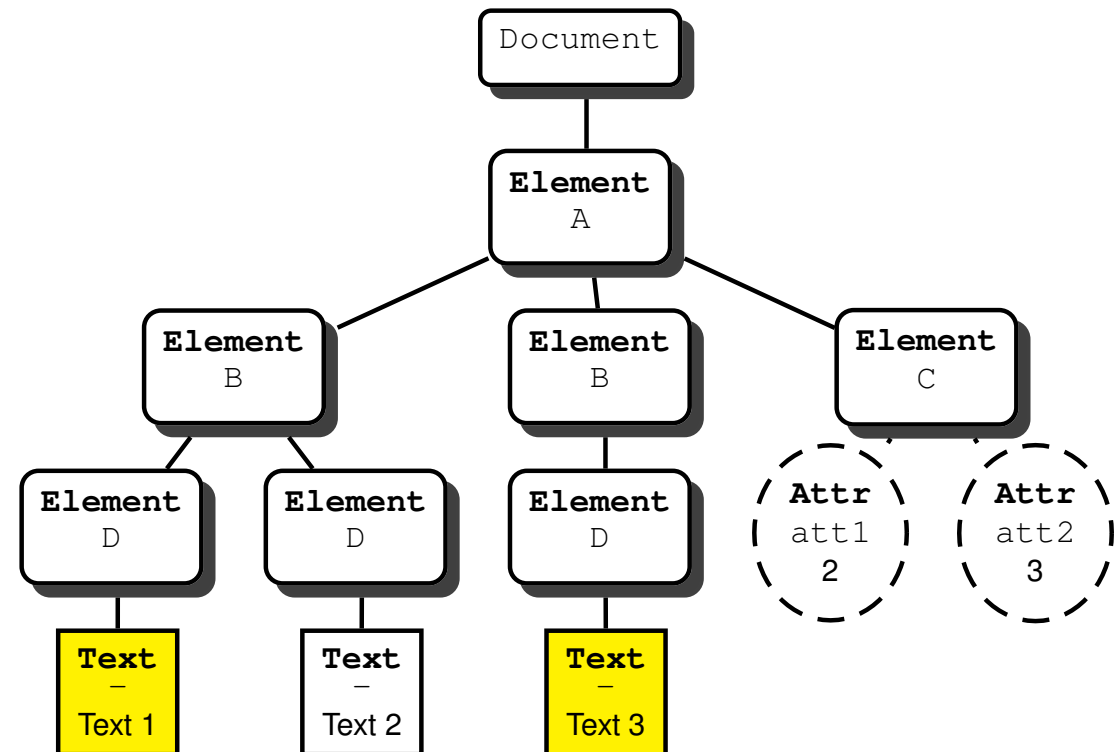 Document
Element
A
Element
B
Element
B
Element
C
Element
D
Element
D
Element
D
Attr
att1
2
Attr
att2
3
Text
–
Text 1
Text
–
Text 2
Text
–
Text 3